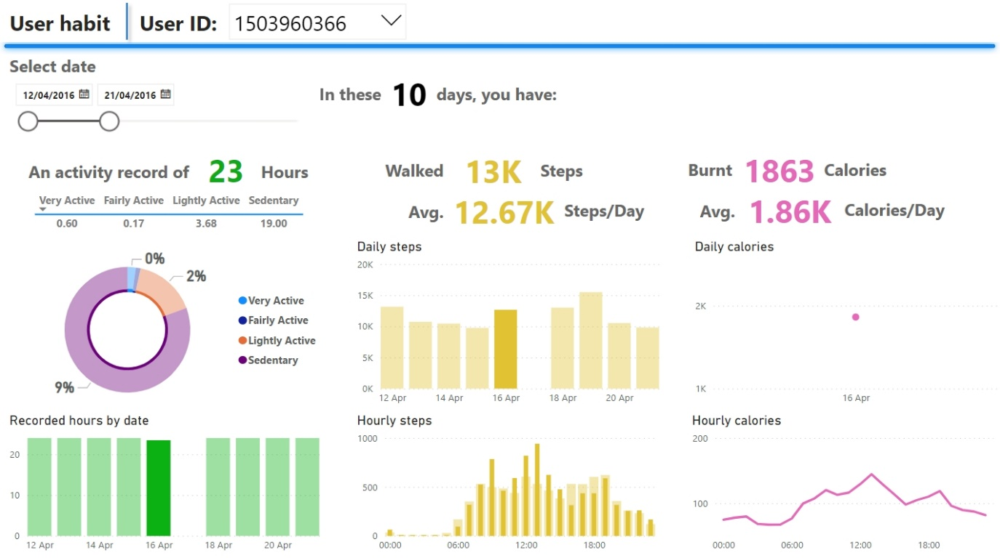 User habit User ID: 1503960366
Select date
12/04/2016 21/04/2016
In these 10 days, you have:
An activity record of 23 Hours
Very Active Fairly Active Lightly Active Sedentary
0.60 0.17 3.68 19.00
Walked 13K Steps
Avg. 12.67K Steps/Day
Burnt 1863 Calories
Avg. 1.86K Calories/Day
0%
2%
9%
Very Active
Fairly Active
Lightly Active
Sedentary
Daily steps
20K
15K
10K
5K
0K
12 Apr 14 Apr 16 Apr 18 Apr 20 Apr
Daily calories
2K
1K
16 Apr
Recorded hours by date
20
10
0
12 Apr 14 Apr 16 Apr 18 Apr 20 Apr
Hourly steps
1000
500
0
00:00 06:00 12:00 18:00
Hourly calories
200
100
00:00 06:00 12:00 18:00